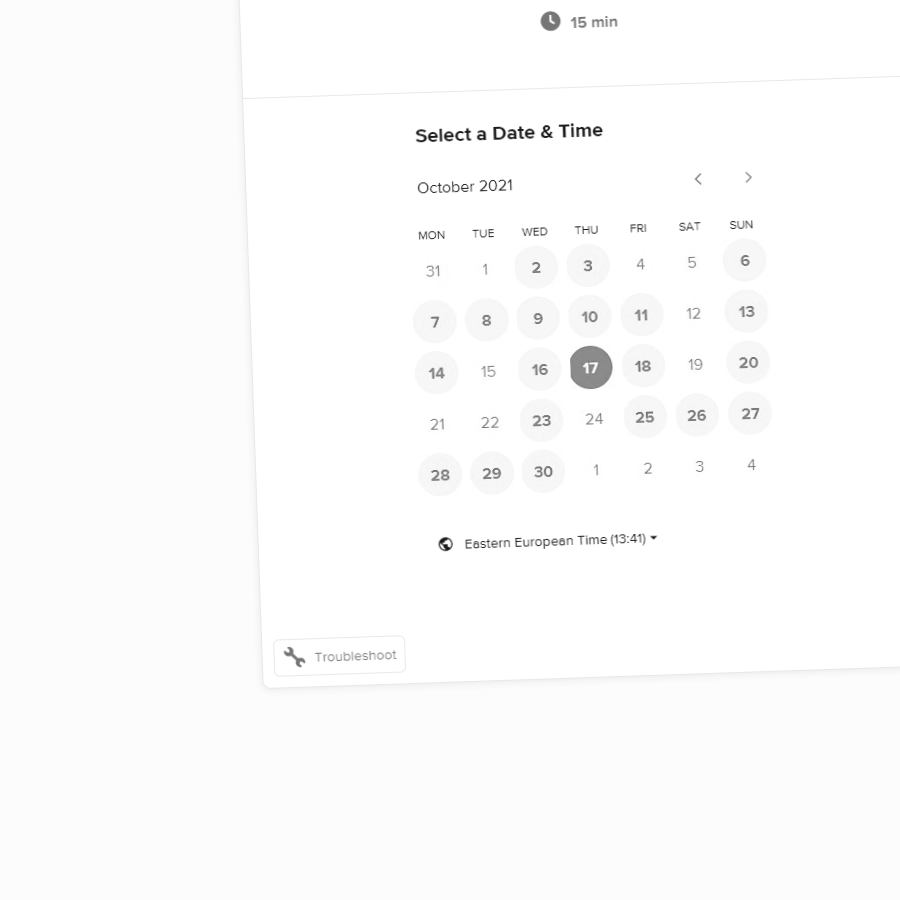 15 min
Select a Date & Time
October 2021
MON TUE WED THU FRI SAT SUN
31 1 2 3 4 5 6
7 8 9 10 11 12 13
14 15 16 17 18 19 20
21 22 23 24 25 26 27
28 29 30 1 2 3 4
Eastern European Time (13:41)
Troubleshoot